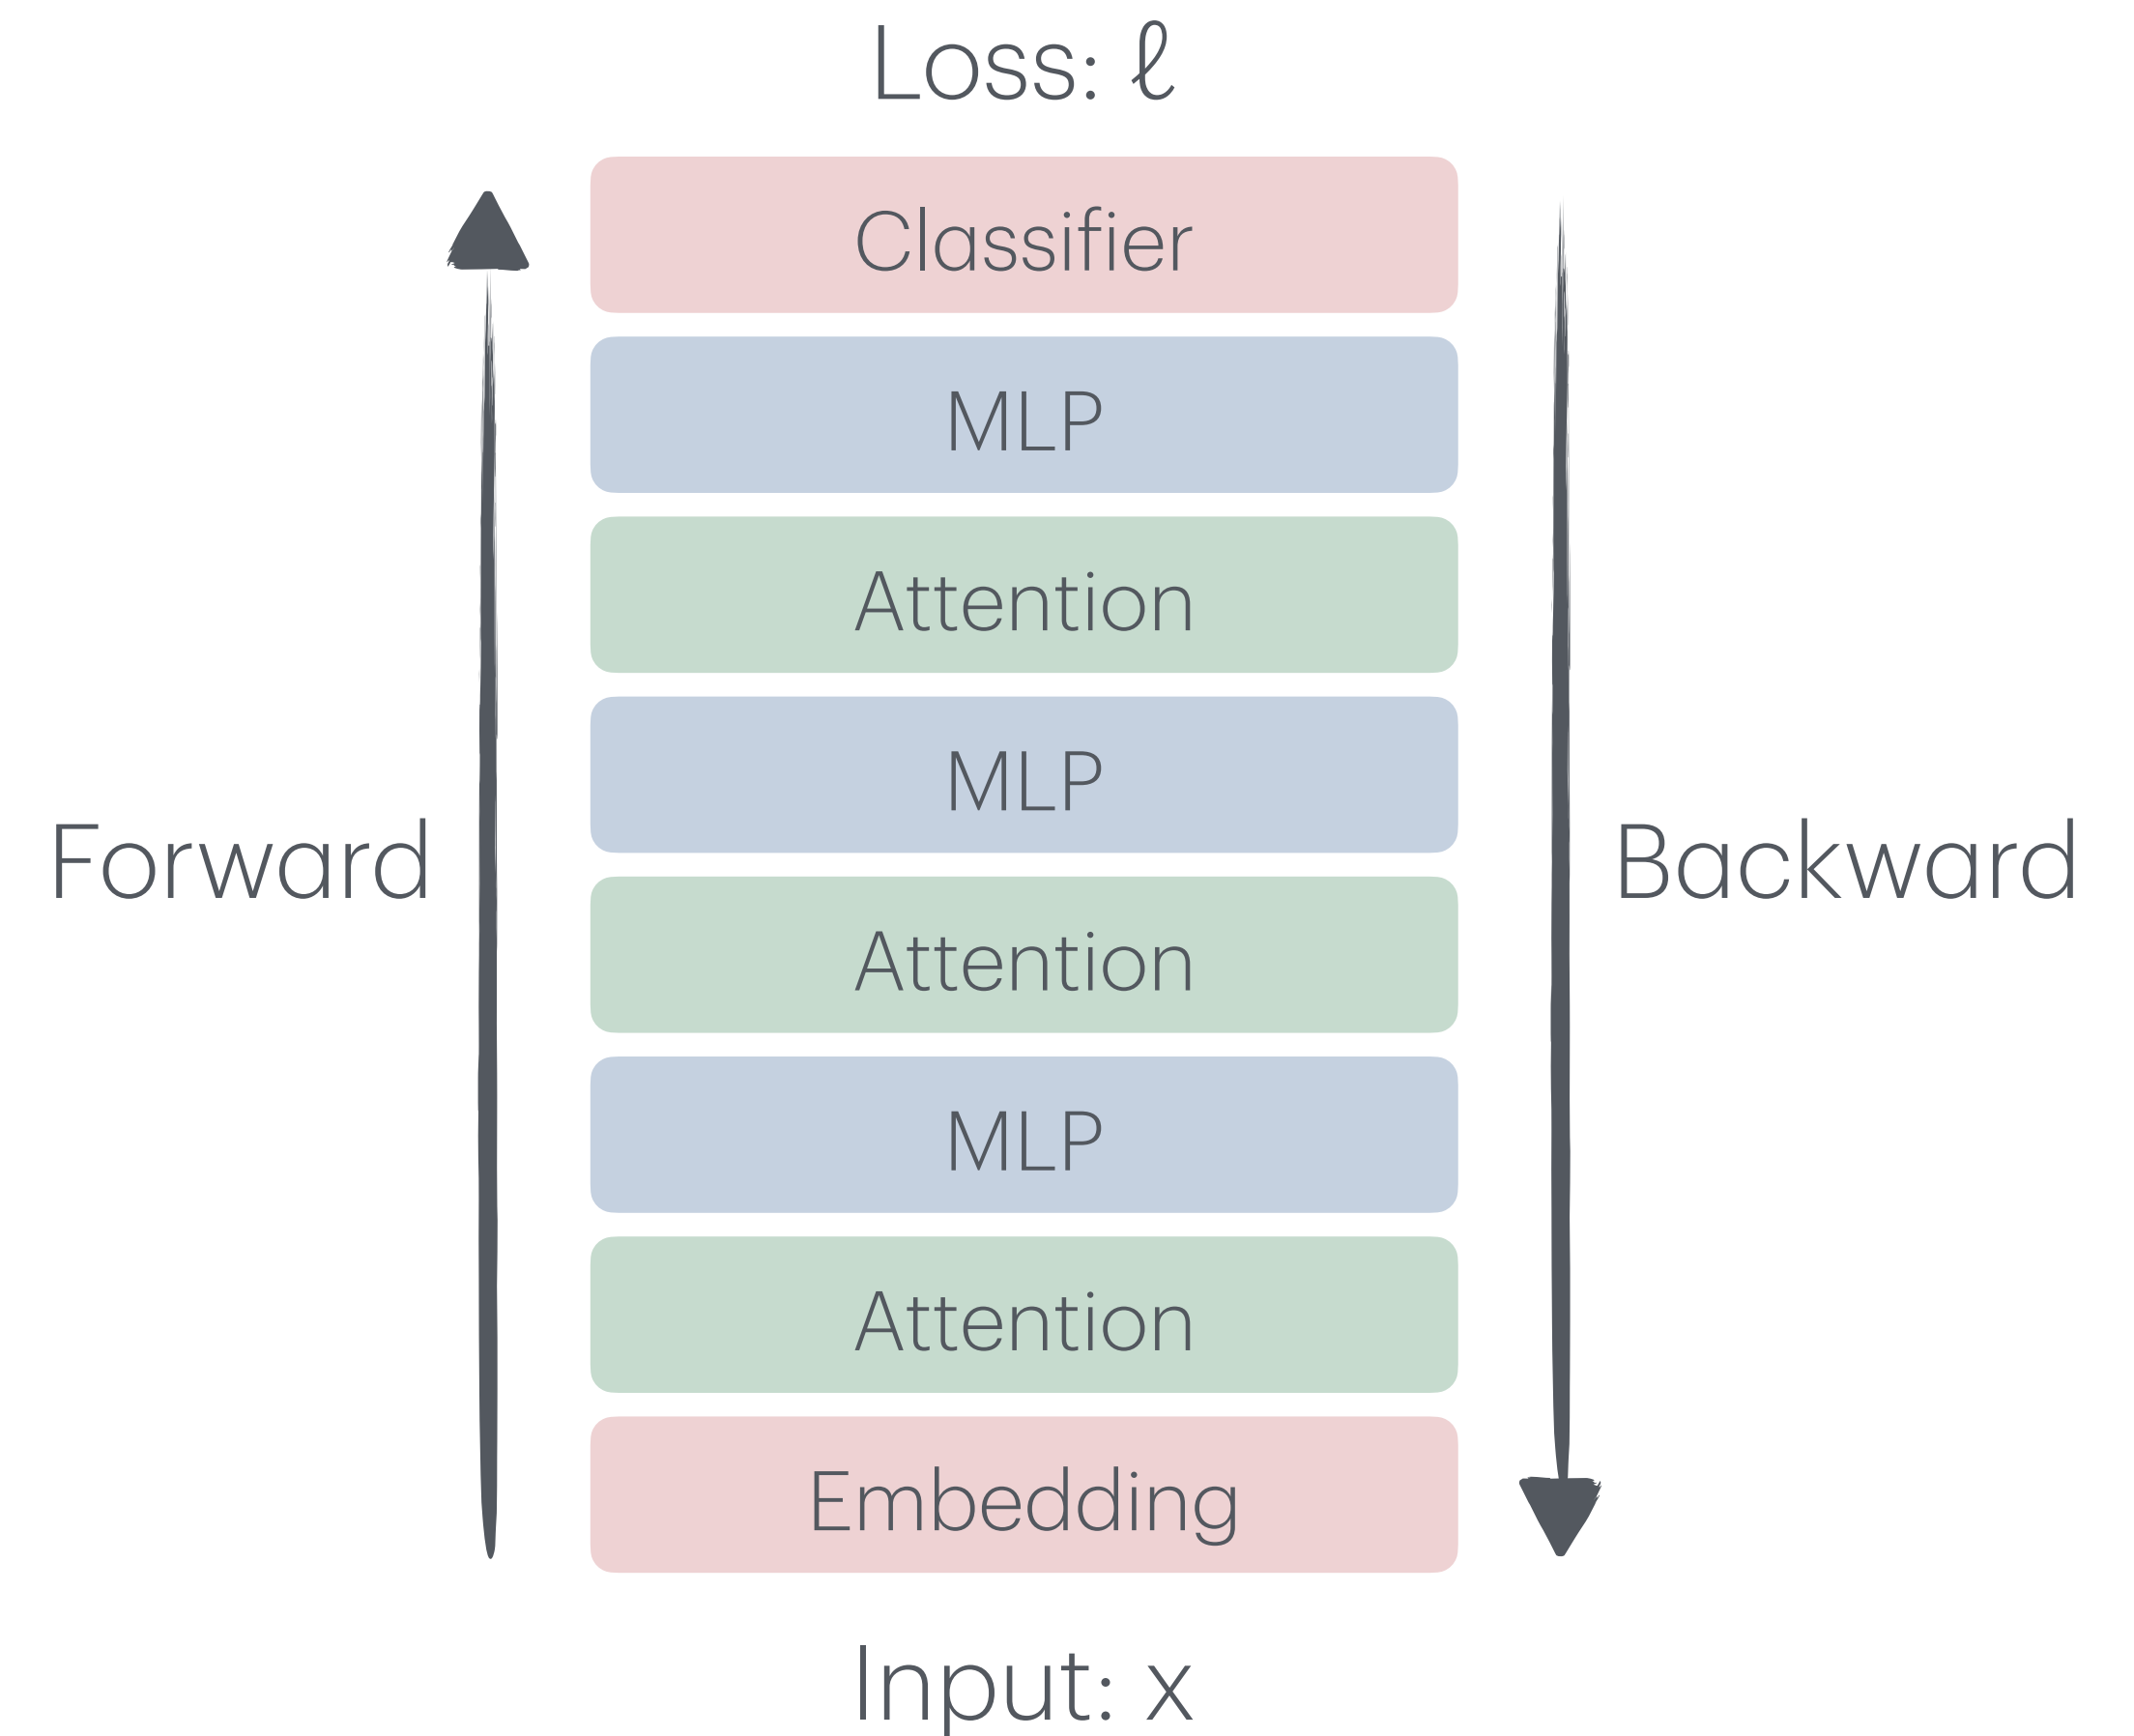 Loss: ℓ
Classifier
MLP
Attention
MLP
Forward
Backward
Attention
MLP
Attention
Embedding
Input: x